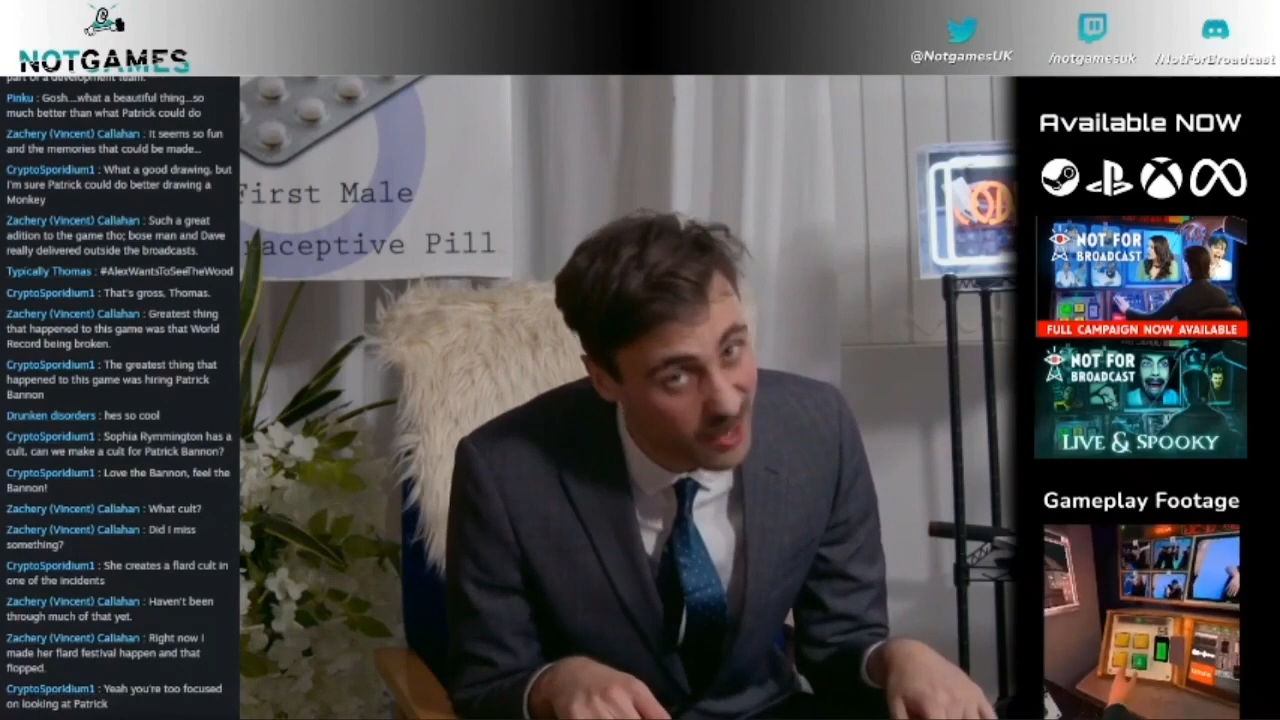 NOTGAMES
@NotgamesUK
/notgamesuk
/NotForBroadcast
part of a development team.
Pinku : Gosh...what a beautiful thing...so
much better than what Patrick could do
Zachery (Vincent) Callahan : It seems so fun
and the memories that could be made...
CryptoSporidium1 : What a good drawing, but
I'm sure Patrick could do better drawing a
Monkey
Zachery (Vincent) Callahan : Such a great
adition to the game tho; bose man and Dave
really delivered outside the broadcasts.
Typically Thomas : #AlexWantsToSeeTheWood
CryptoSporidium1 : That's gross, Thomas.
Zachery (Vincent) Callahan : Greatest thing
that happened to this game was that World
Record being broken.
CryptoSporidium1 : The greatest thing that
happened to this game was hiring Patrick
Bannon
Drunken disorders : hes so cool
CryptoSporidium1 : Sophia Rymmington has a
cult, can we make a cult for Patrick Bannon?
CryptoSporidium1 : Love the Bannon, feel the
Bannon!
Zachery (Vincent) Callahan : What cult?
Zachery (Vincent) Callahan : Did I miss
something?
CryptoSporidium1 : She creates a flard cult in
one of the incidents
Zachery (Vincent) Callahan : Haven't been
through much of that yet.
Zachery (Vincent) Callahan : Right now I
made her flard festival happen and that
flopped.
CryptoSporidium1 : Yeah you're too focused
on looking at Patrick
First Male
raceptive Pill
Available NOW
NOT FOR
BROADCAST
FULL CAMPAIGN NOW AVAILABLE
NOT FOR
BROADCAST
LIVE & SPOOKY
Gameplay Footage